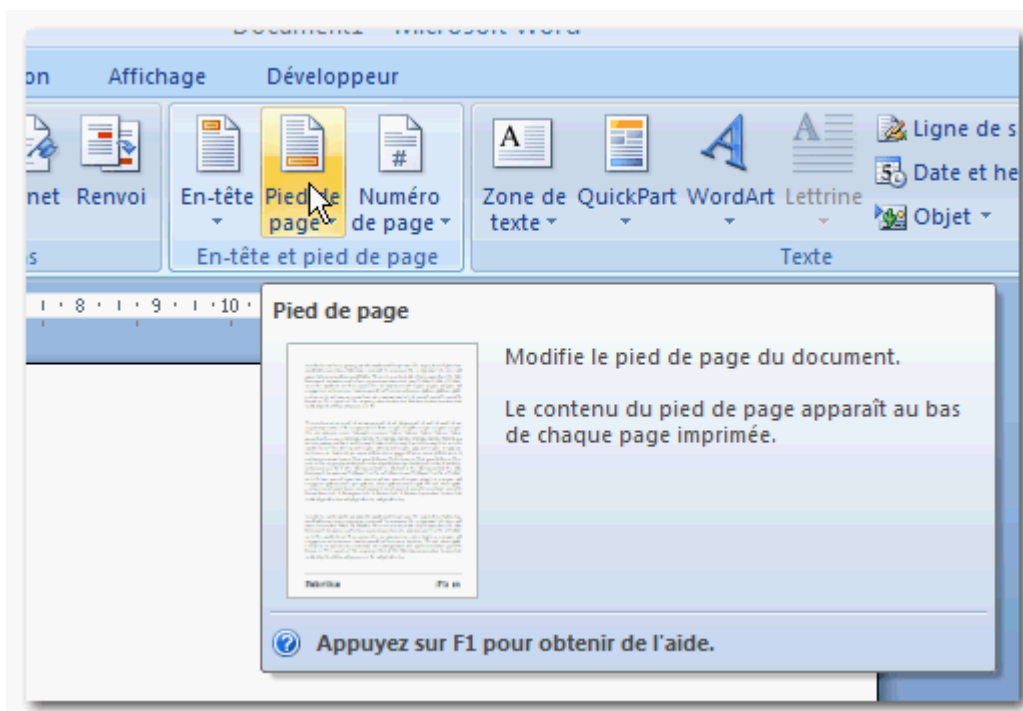 on Affichage Développeur
net Renvoi
En-tête Pied de page Numéro de page
Zone de texte QuickPart WordArt Lettrine
Ligne de s
Date et he
Objet
s En-tête et pied de page Texte
8 9 10
Pied de page
Modifie le pied de page du document.
Le contenu du pied de page apparaît au bas
de chaque page imprimée.
Appuyez sur F1 pour obtenir de l'aide.